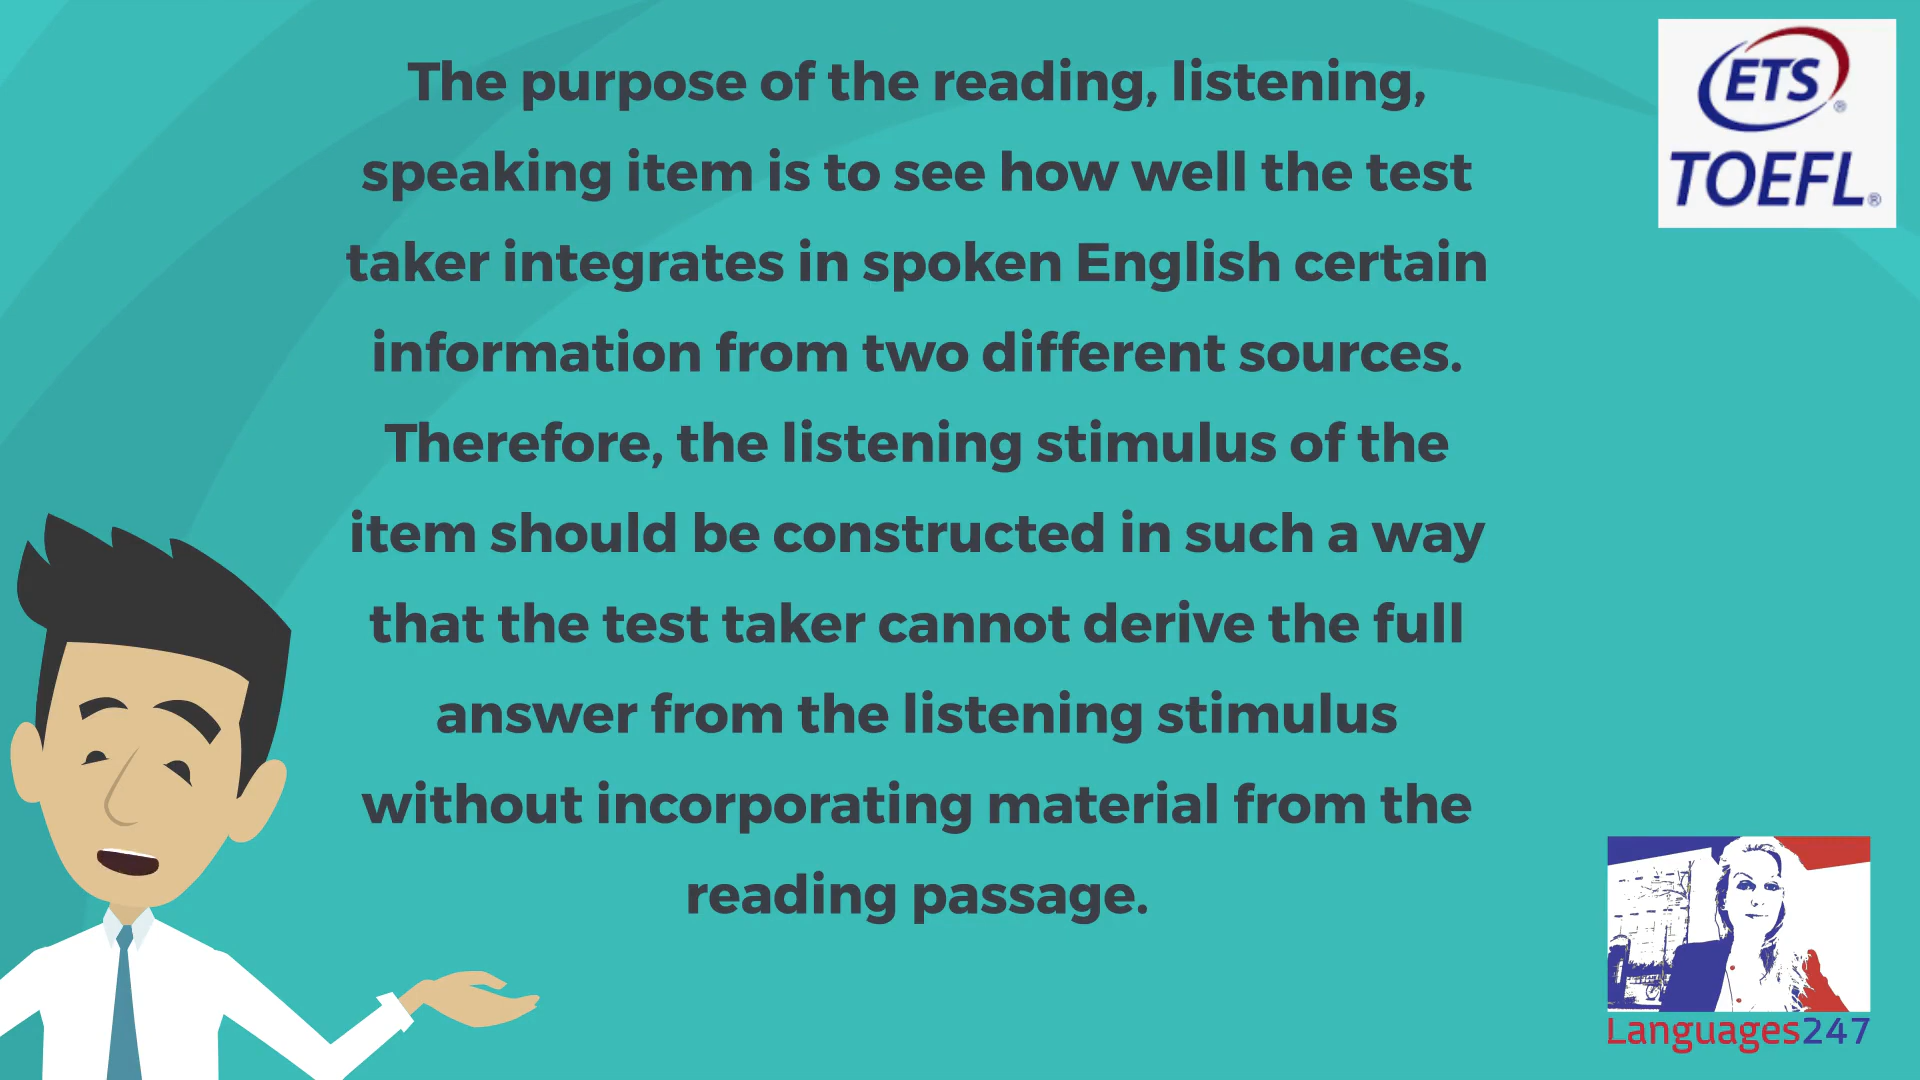 The purpose of the reading, listening,
speaking item is to see how well the test
taker integrates in spoken English certain
information from two different sources.
Therefore, the listening stimulus of the
item should be constructed in such a way
that the test taker cannot derive the full
answer from the listening stimulus
without incorporating material from the
reading passage.
ETS®
TOEFL®
Languages247